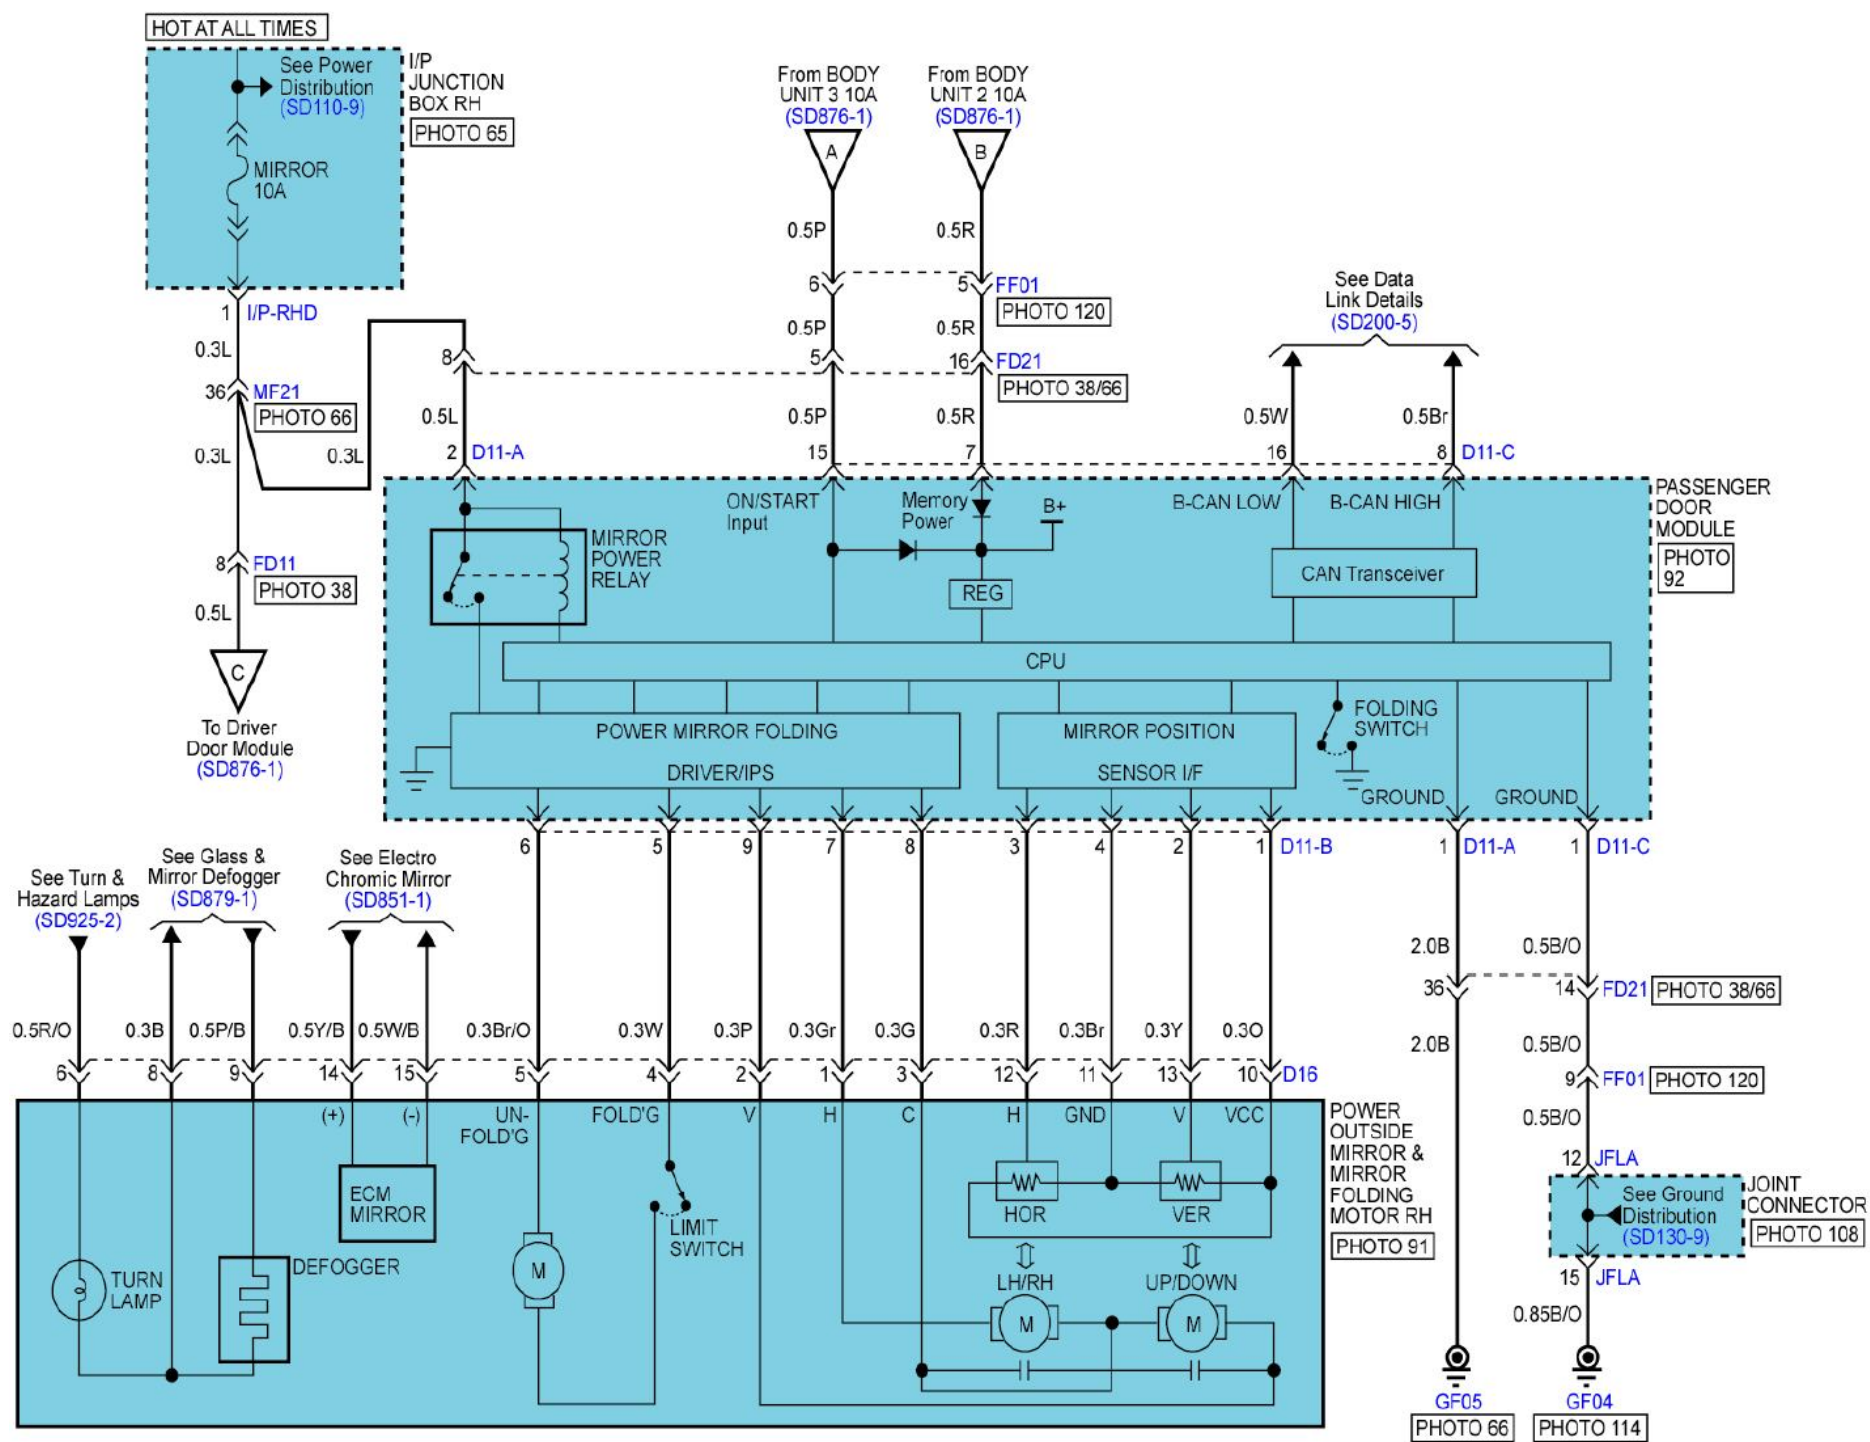 HOT AT ALL TIMES
See Power
Distribution
(SD110-9)
I/P
JUNCTION
BOX RH
PHOTO 65
MIRROR
10A
1 I/P-RHD
0.3L
36 MF21
PHOTO 66
0.3L
0.3L
8 FD11
PHOTO 38
0.5L
C
To Driver
Door Module
(SD876-1)
From BODY
UNIT 3 10A
(SD876-1)
From BODY
UNIT 2 10A
(SD876-1)
A
B
0.5P
0.5R
6
5 FF01
PHOTO 120
0.5P
0.5R
8
5
16 FD21
PHOTO 38/66
0.5L
0.5P
0.5R
See Data
Link Details
(SD200-5)
0.5W
0.5Br
2 D11-A
15
7
16
8 D11-C
ON/START
Input
Memory
Power
B+
B-CAN LOW
B-CAN HIGH
PASSENGER
DOOR
MODULE
PHOTO
92
MIRROR
POWER
RELAY
REG
CAN Transceiver
CPU
POWER MIRROR FOLDING
DRIVER/IPS
MIRROR POSITION
SENSOR I/F
FOLDING
SWITCH
GROUND
GROUND
6
5
9
7
8
3
4
2
1 D11-B
1 D11-A
1 D11-C
See Turn &
Hazard Lamps
(SD925-2)
See Glass &
Mirror Defogger
(SD879-1)
See Electro
Chromic Mirror
(SD851-1)
0.5R/O
0.3B
0.5P/B
0.5Y/B
0.5W/B
0.3Br/O
0.3W
0.3P
0.3Gr
0.3G
0.3R
0.3Br
0.3Y
0.3O
6
8
9
14
15
5
4
2
1
3
12
11
13
10 D16
(+)
(-)
UN-
FOLD'G
FOLD'G
V
H
C
H
GND
V
VCC
POWER
OUTSIDE
MIRROR &
MIRROR
FOLDING
MOTOR RH
PHOTO 91
ECM
MIRROR
DEFOGGER
TURN
LAMP
M
LIMIT
SWITCH
HOR
VER
LH/RH
UP/DOWN
M
M
2.0B
0.5B/O
36
14 FD21
PHOTO 38/66
2.0B
0.5B/O
9 FF01
PHOTO 120
0.5B/O
12 JFLA
See Ground
Distribution
(SD130-9)
JOINT
CONNECTOR
PHOTO 108
15 JFLA
0.85B/O
GF05
PHOTO 66
GF04
PHOTO 114